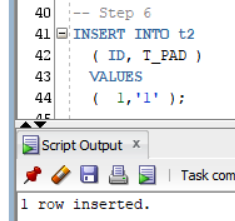 40 -- Step 6
41 INSERT INTO t2
42 ( ID, T_PAD )
43 VALUES
44 ( 1,'1' );
45
Script Output x
Task com
1 row inserted.